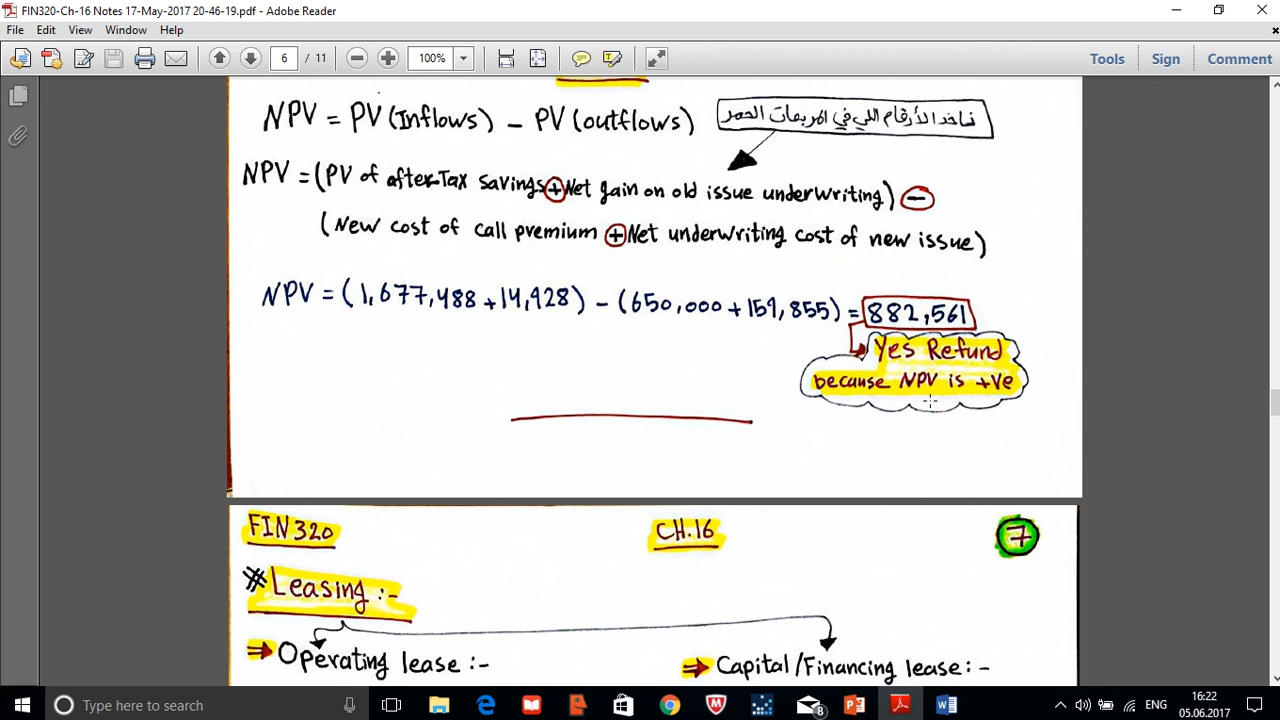 FIN320-Ch-16 Notes 17-May-2017 20-46-19.pdf - Adobe Reader
File Edit View Window Help
6 / 11 100% Tools Sign Comment
NPV = PV (Inflows) - PV (outflows)
ناخد الأرقام اللي في المربعات الحمر
NPV = (PV of after-Tax savings + Net gain on old issue underwriting) -
(New cost of call premium + Net underwriting cost of new issue)
NPV = (1,677,488 + 14,928) - (650,000 + 159,855) = 882,561
Yes Refund
because NPV is +ve
FIN320 CH.16 7
# Leasing :-
⇒ Operating lease :- ⇒ Capital/Financing lease :-
Type here to search
8
ENG
16:22
05.06.2017